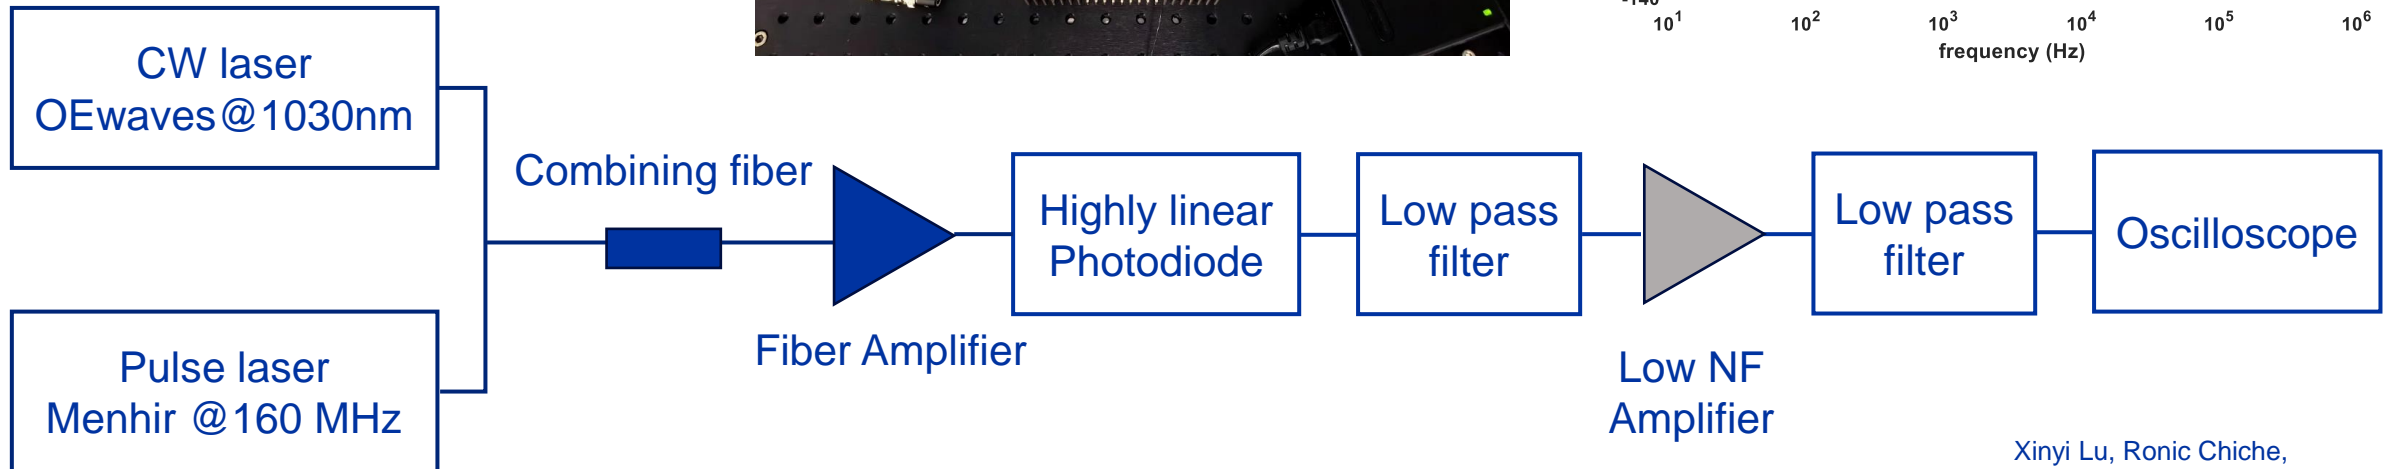 -140
10^1 10^2 10^3 10^4 10^5 10^6
frequency (Hz)
CW laser
OEwaves@1030nm
Combining fiber
Highly linear
Photodiode
Low pass
filter
Low pass
filter
Oscilloscope
Fiber Amplifier
Low NF
Amplifier
Pulse laser
Menhir @160 MHz
Xinyi Lu, Ronic Chiche,